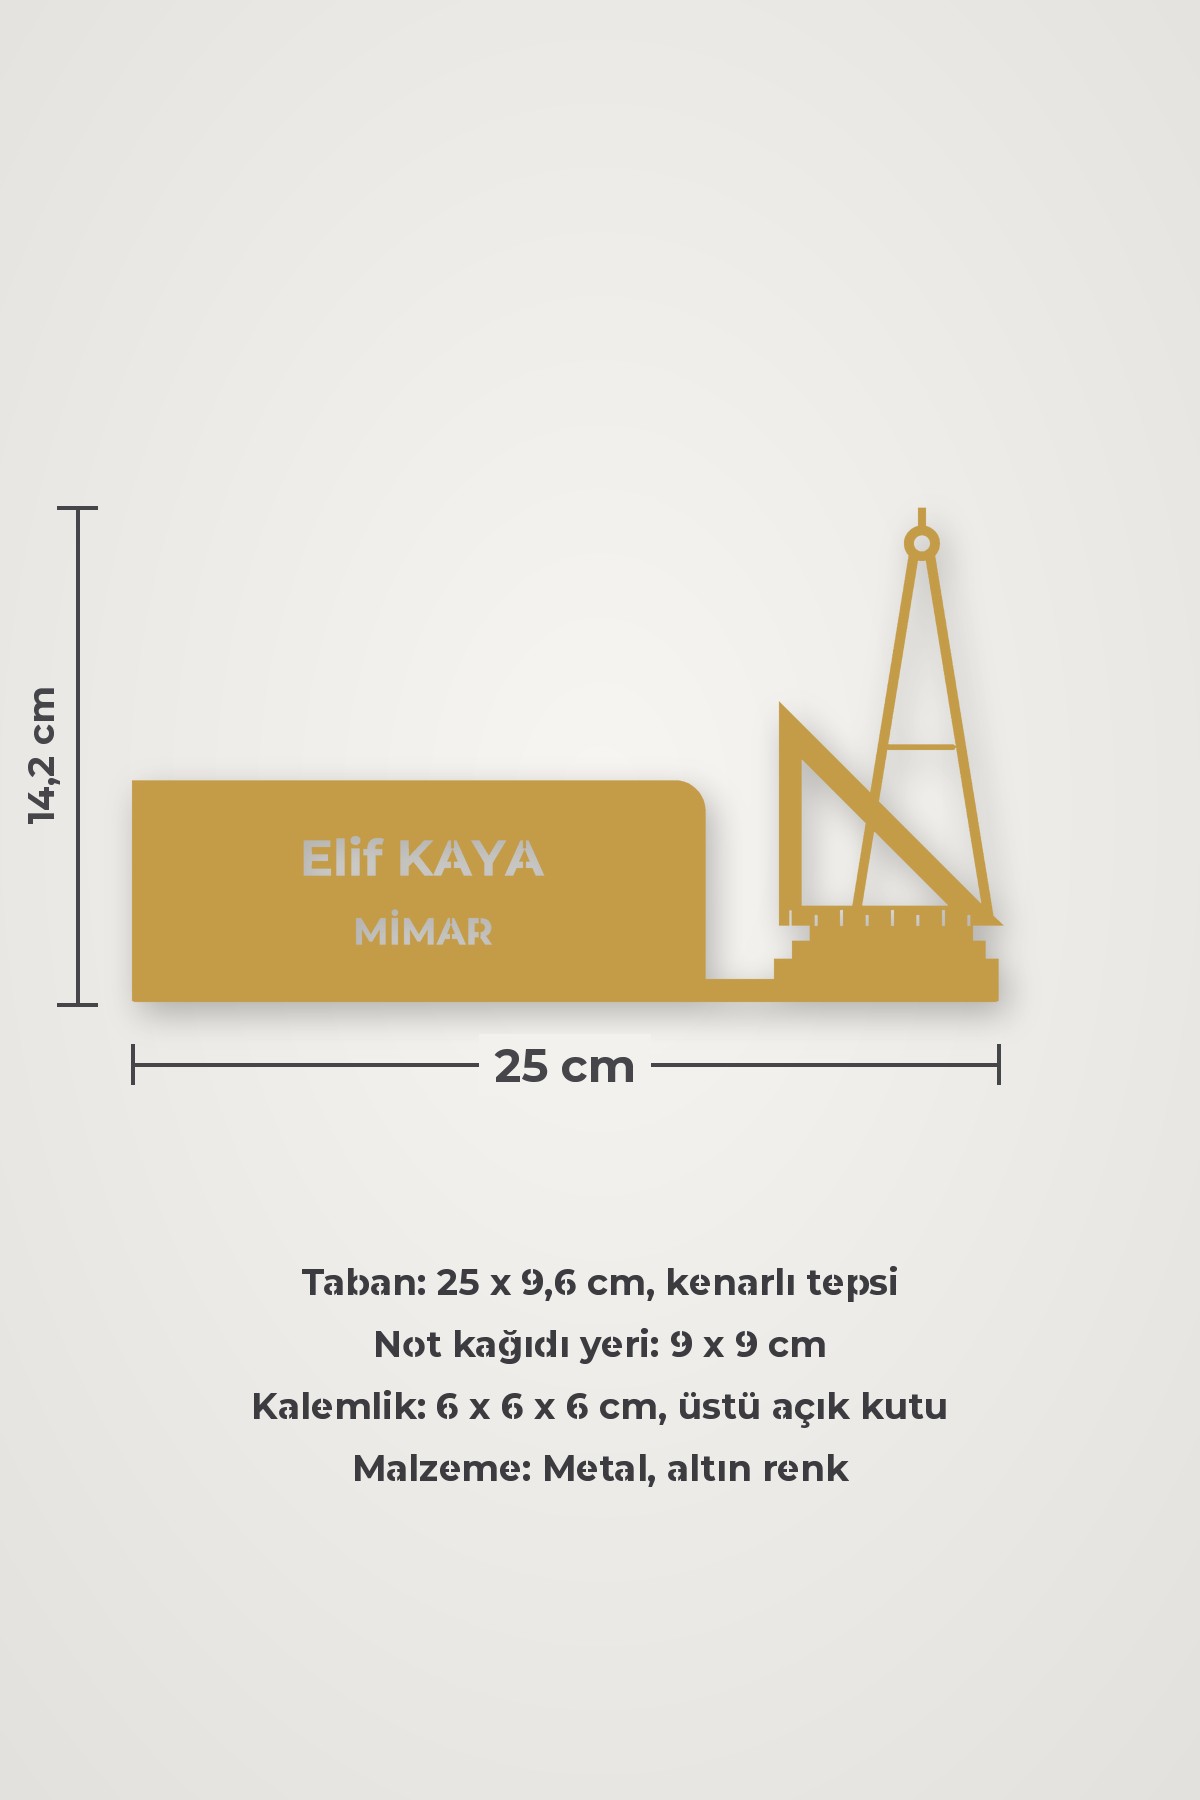 14,2 cm
Elif KAYA
MİMAR
25 cm
Taban: 25 x 9,6 cm, kenarlı tepsi
Not kağıdı yeri: 9 x 9 cm
Kalemlik: 6 x 6 x 6 cm, üstü açık kutu
Malzeme: Metal, altın renk